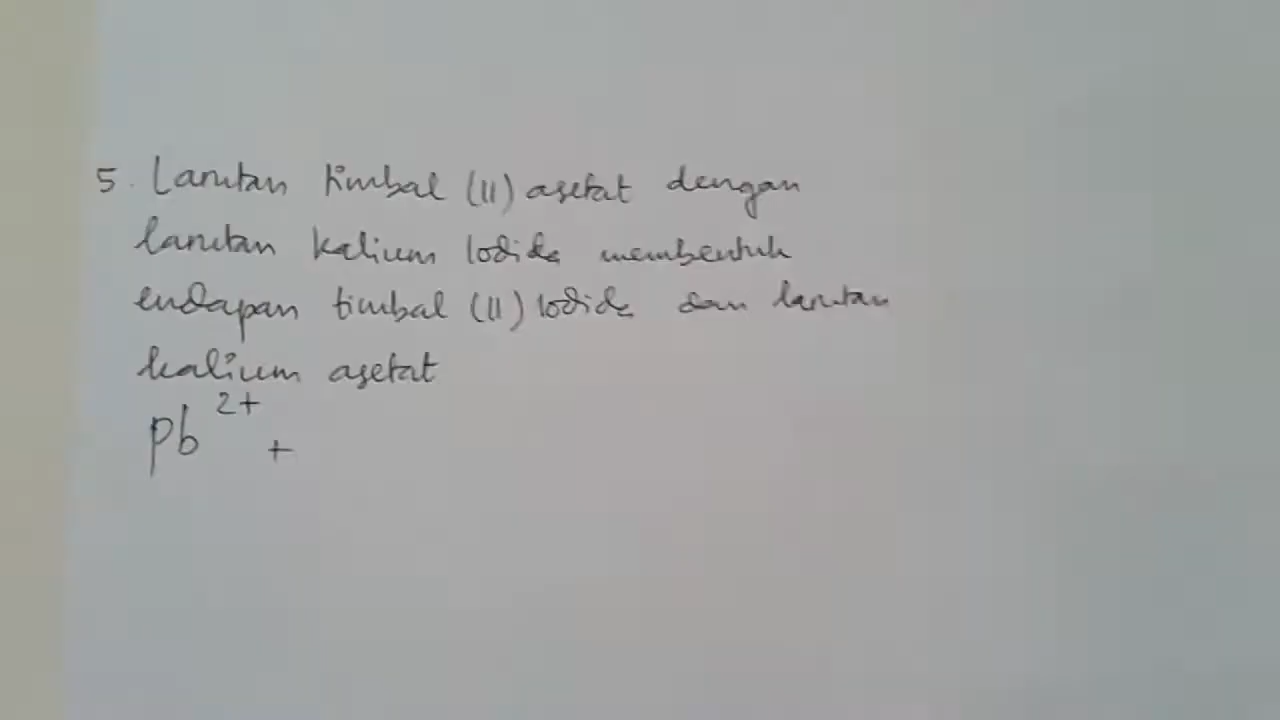 5. Larutan timbal (II) asetat dengan
larutan kalium Iodida membentuk
endapan timbal (II) Iodida dan larutan
kalium asetat
Pb²⁺ +